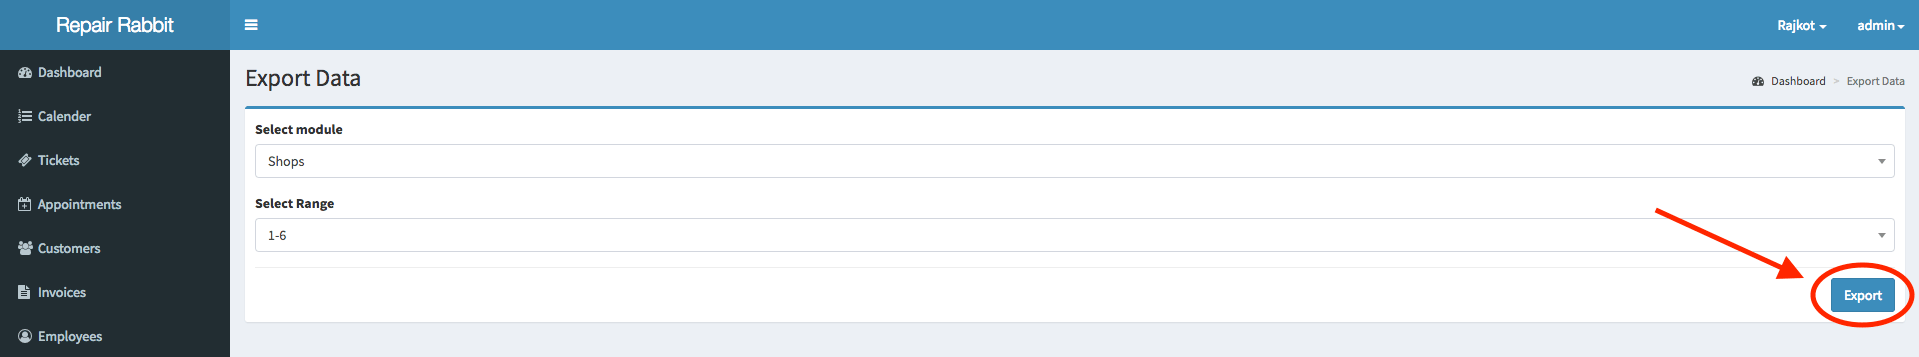 Repair Rabbit
Rajkot
admin
Dashboard
Calender
Tickets
Appointments
Customers
Invoices
Employees
Export Data
Dashboard > Export Data
Select module
Shops
Select Range
1-6
Export